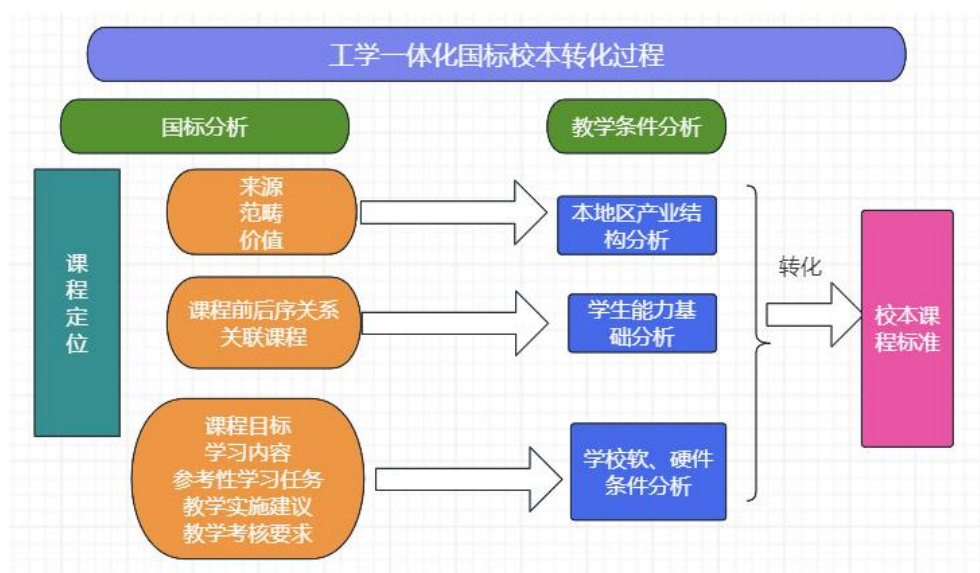 工学一体化国标校本转化过程
国标分析
教学条件分析
课
程
定
位
来源
范畴
价值
本地区产业结
构分析
课程前后序关系
关联课程
学生能力基
础分析
课程目标
学习内容
参考性学习任务
教学实施建议
教学考核要求
学校软、硬件
条件分析
转化
校本课
程标准